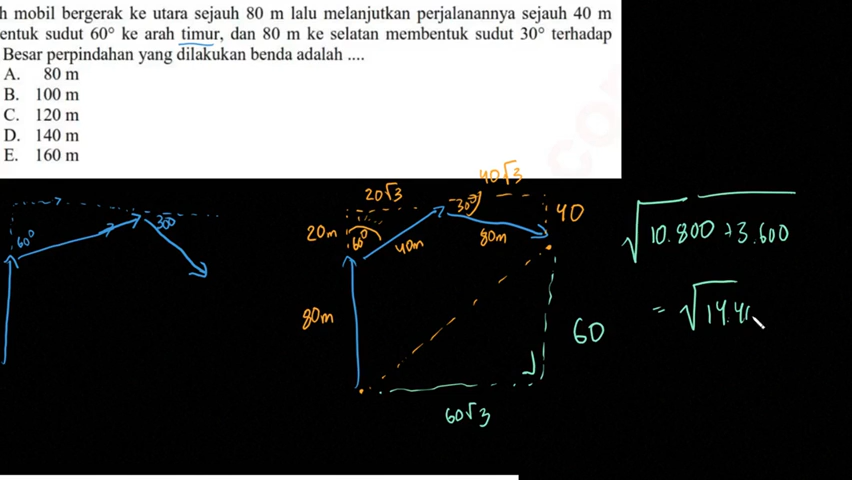 h mobil bergerak ke utara sejauh 80 m lalu melanjutkan perjalanannya sejauh 40 m
entuk sudut 60° ke arah timur, dan 80 m ke selatan membentuk sudut 30° terhadap
Besar perpindahan yang dilakukan benda adalah ....
A. 80 m
B. 100 m
C. 120 m
D. 140 m
E. 160 m
60°
30°
20√3
40√3
20m
60°
40m
30°
80m
40
80m
60
60√3
√10.800 + 3.600
= √14.4